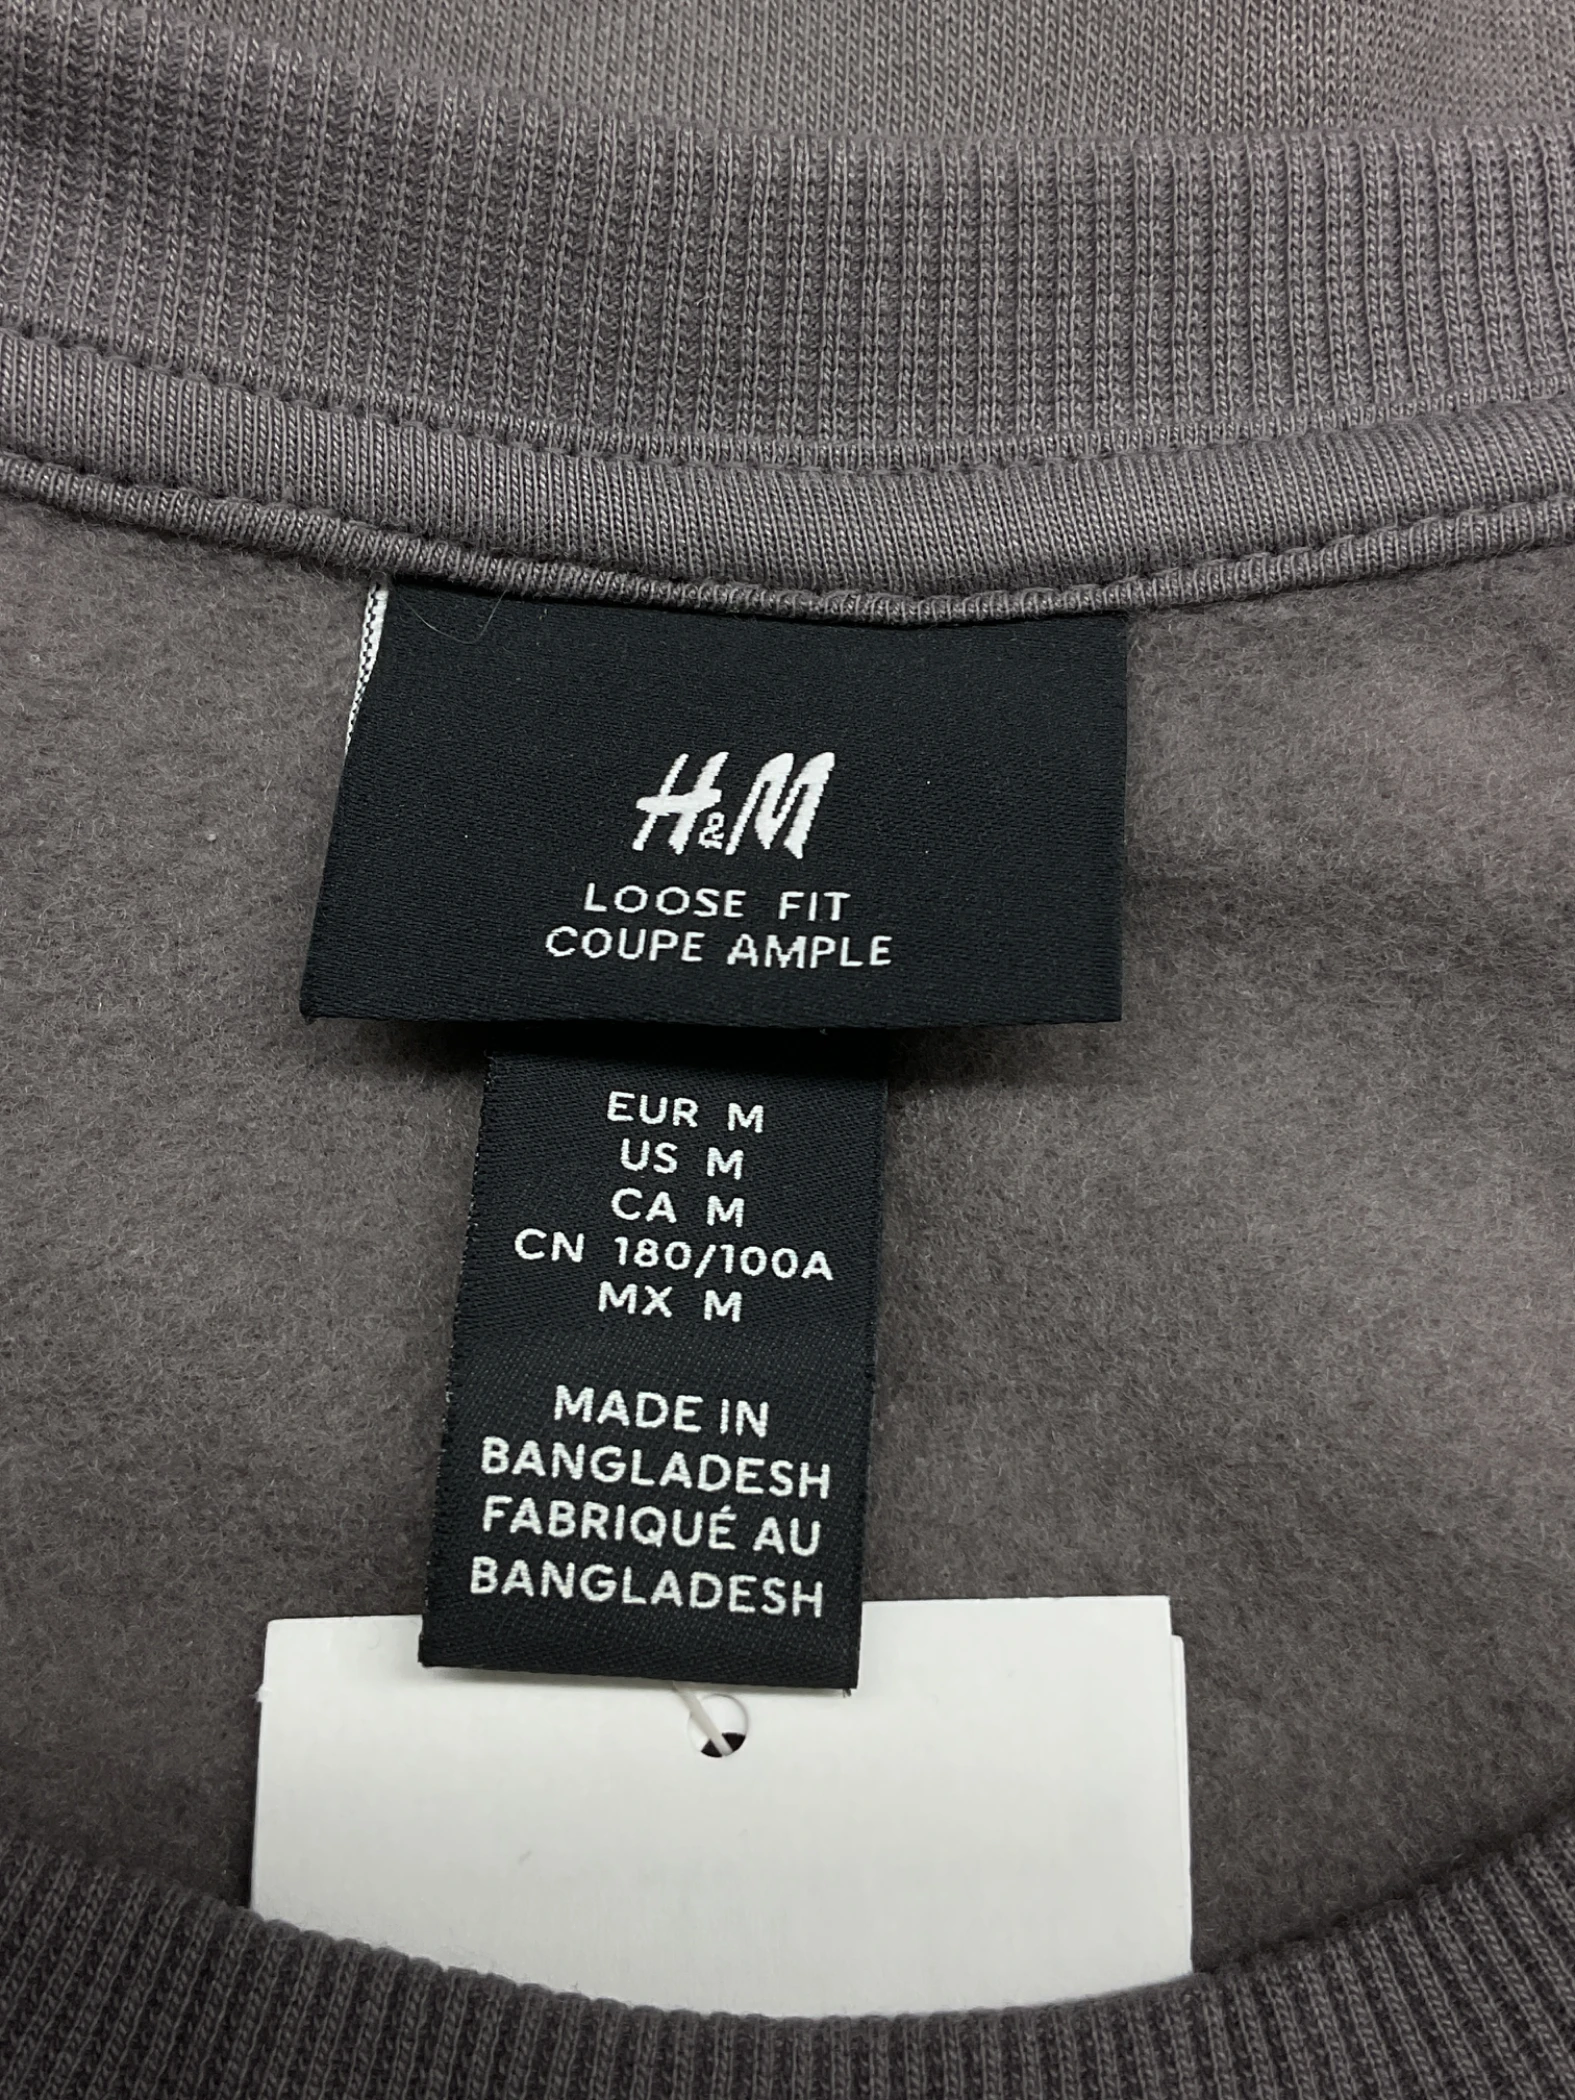 H&M
LOOSE FIT
COUPE AMPLE
EUR M
US M
CA M
CN 180/100A
MX M
MADE IN
BANGLADESH
FABRIQUÉ AU
BANGLADESH